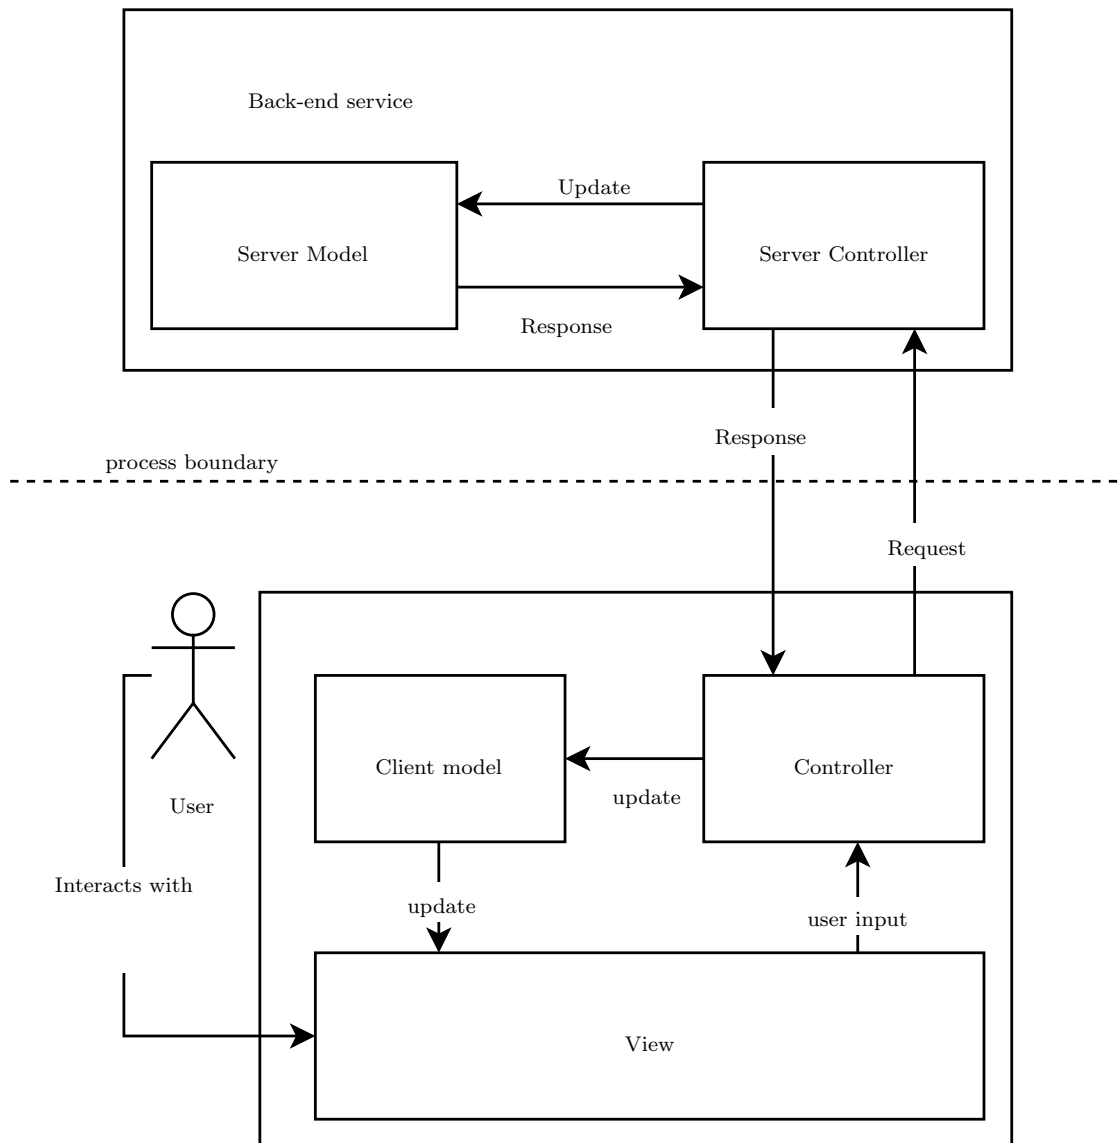 Back-end service
Update
Server Model
Server Controller
Response
Response
process boundary
Request
Client model
Controller
update
User
Interacts with
update
user input
View